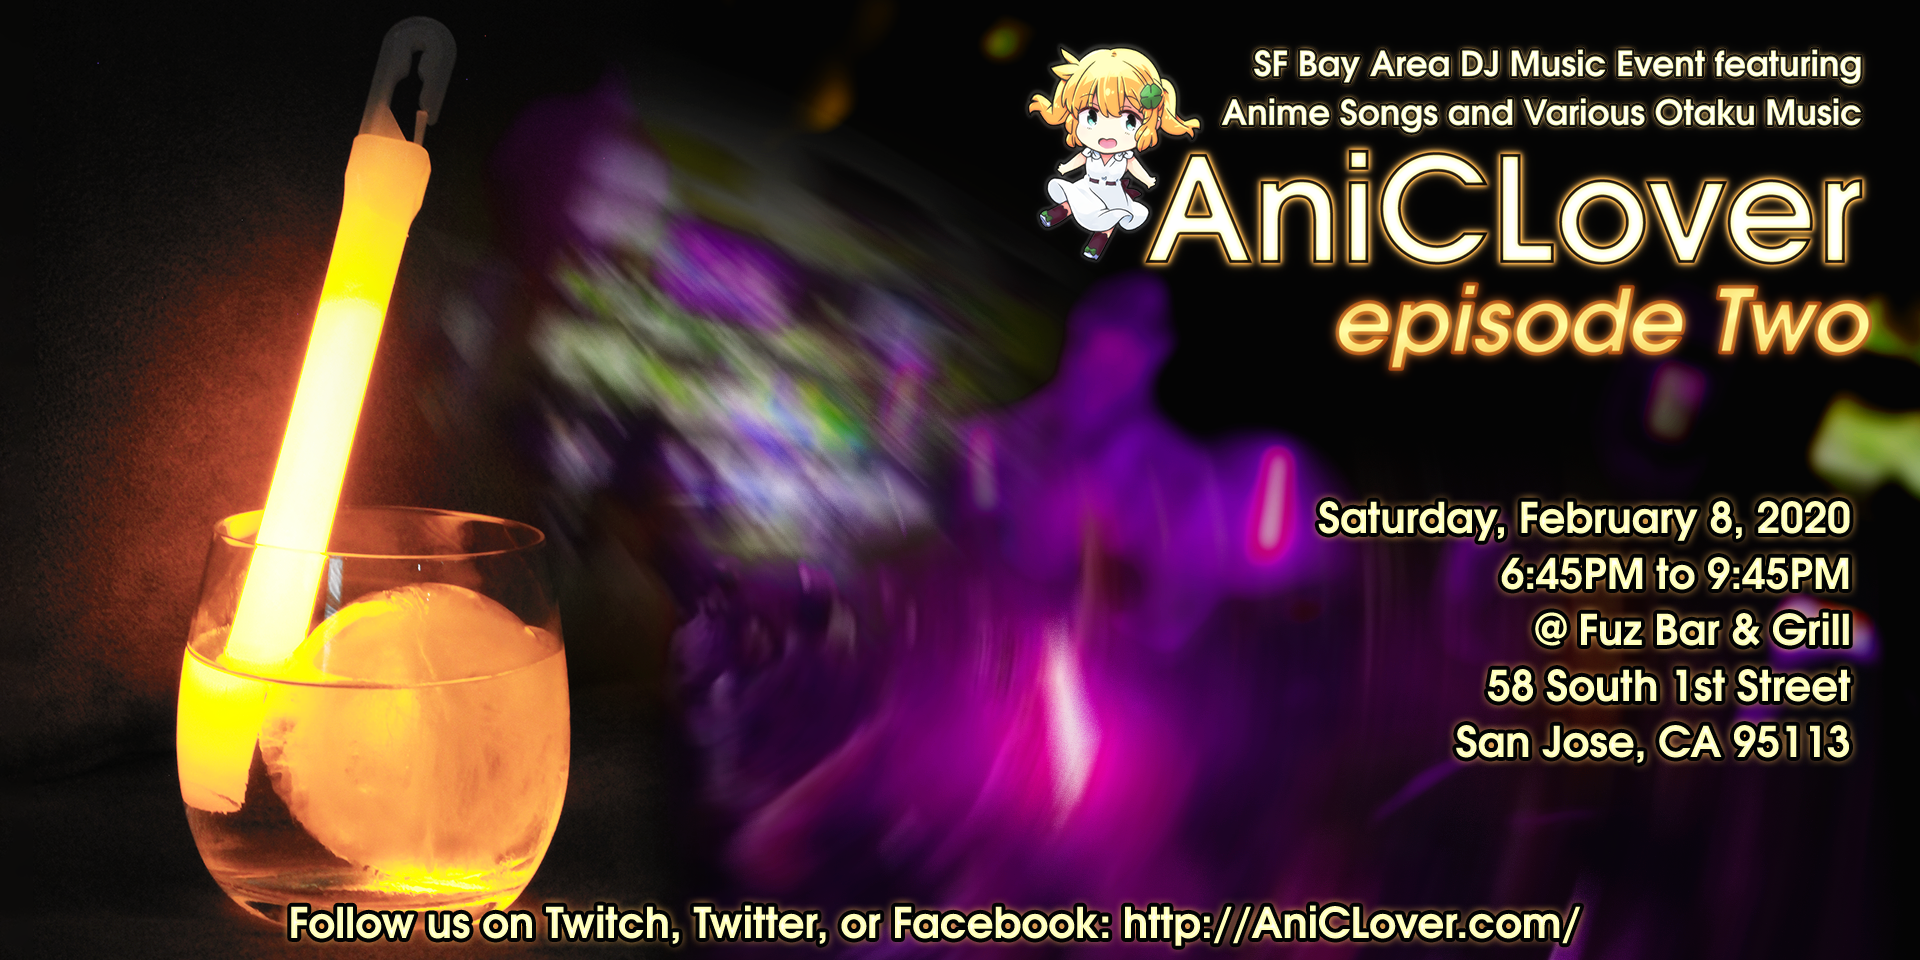 SF Bay Area DJ Music Event featuring
Anime Songs and Various Otaku Music
AniCLover
episode Two
Saturday, February 8, 2020
6:45PM to 9:45PM
@ Fuz Bar & Grill
58 South 1st Street
San Jose, CA 95113
Follow us on Twitch, Twitter, or Facebook: http://AniCLover.com/